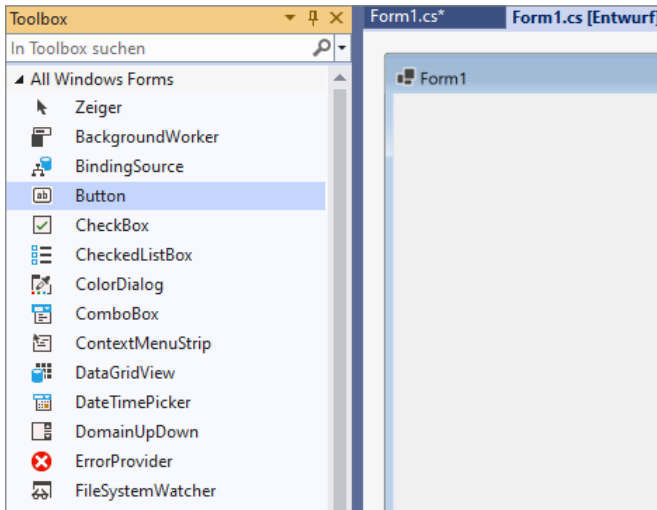 Toolbox
Form1.cs*
Form1.cs [Entwurf]
In Toolbox suchen
All Windows Forms
Form1
Zeiger
BackgroundWorker
BindingSource
ab Button
CheckBox
CheckedListBox
ColorDialog
ComboBox
ContextMenuStrip
DataGridView
DateTimePicker
DomainUpDown
ErrorProvider
FileSystemWatcher